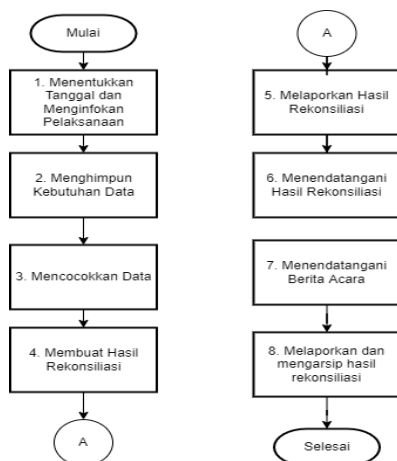 Mulai
1. Menentukkan
Tanggal dan
Menginfokan
Pelaksanaan
2. Menghimpun
Kebutuhan Data
3. Mencocokkan Data
4. Membuat Hasil
Rekonsiliasi
A
A
5. Melaporkan Hasil
Rekonsiliasi
6. Menendatangani
Hasil Rekonsiliasi
7. Menendatangani
Berita Acara
8. Melaporkan dan
mengarsip hasil
rekonsiliasi
Selesai